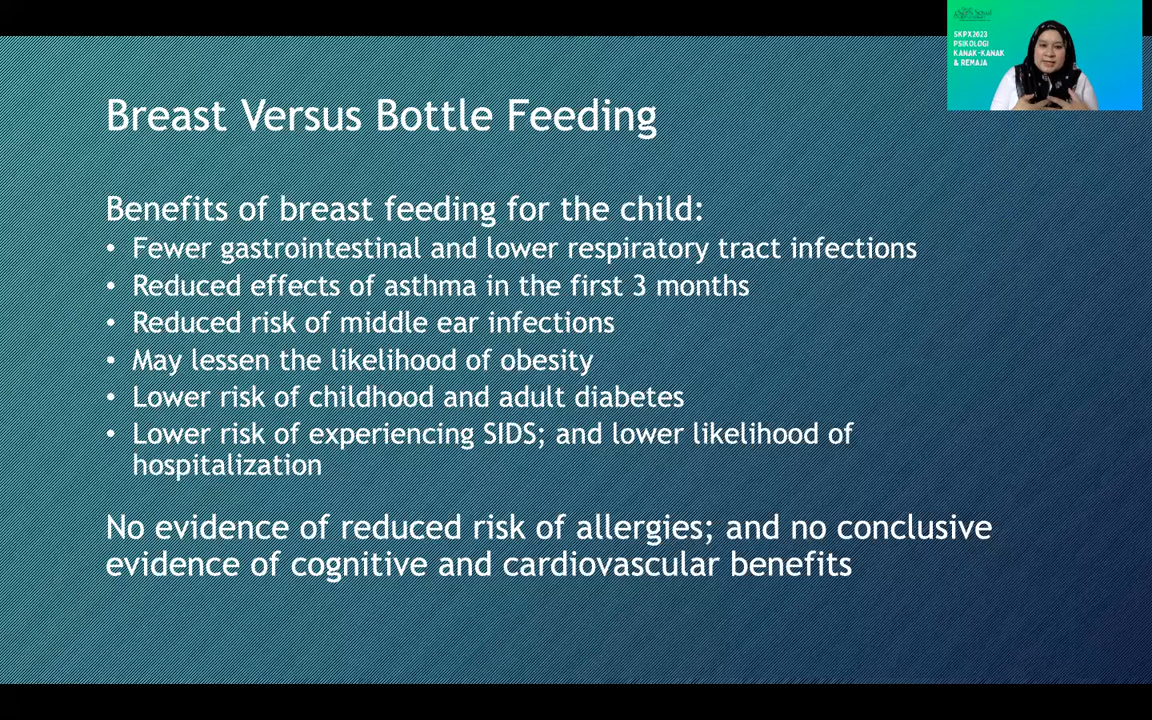 SKPX2023
PSIKOLOGI
KANAK-KANAK
& REMAJA
Breast Versus Bottle Feeding
Benefits of breast feeding for the child:
• Fewer gastrointestinal and lower respiratory tract infections
• Reduced effects of asthma in the first 3 months
• Reduced risk of middle ear infections
• May lessen the likelihood of obesity
• Lower risk of childhood and adult diabetes
• Lower risk of experiencing SIDS; and lower likelihood of
hospitalization
No evidence of reduced risk of allergies; and no conclusive
evidence of cognitive and cardiovascular benefits